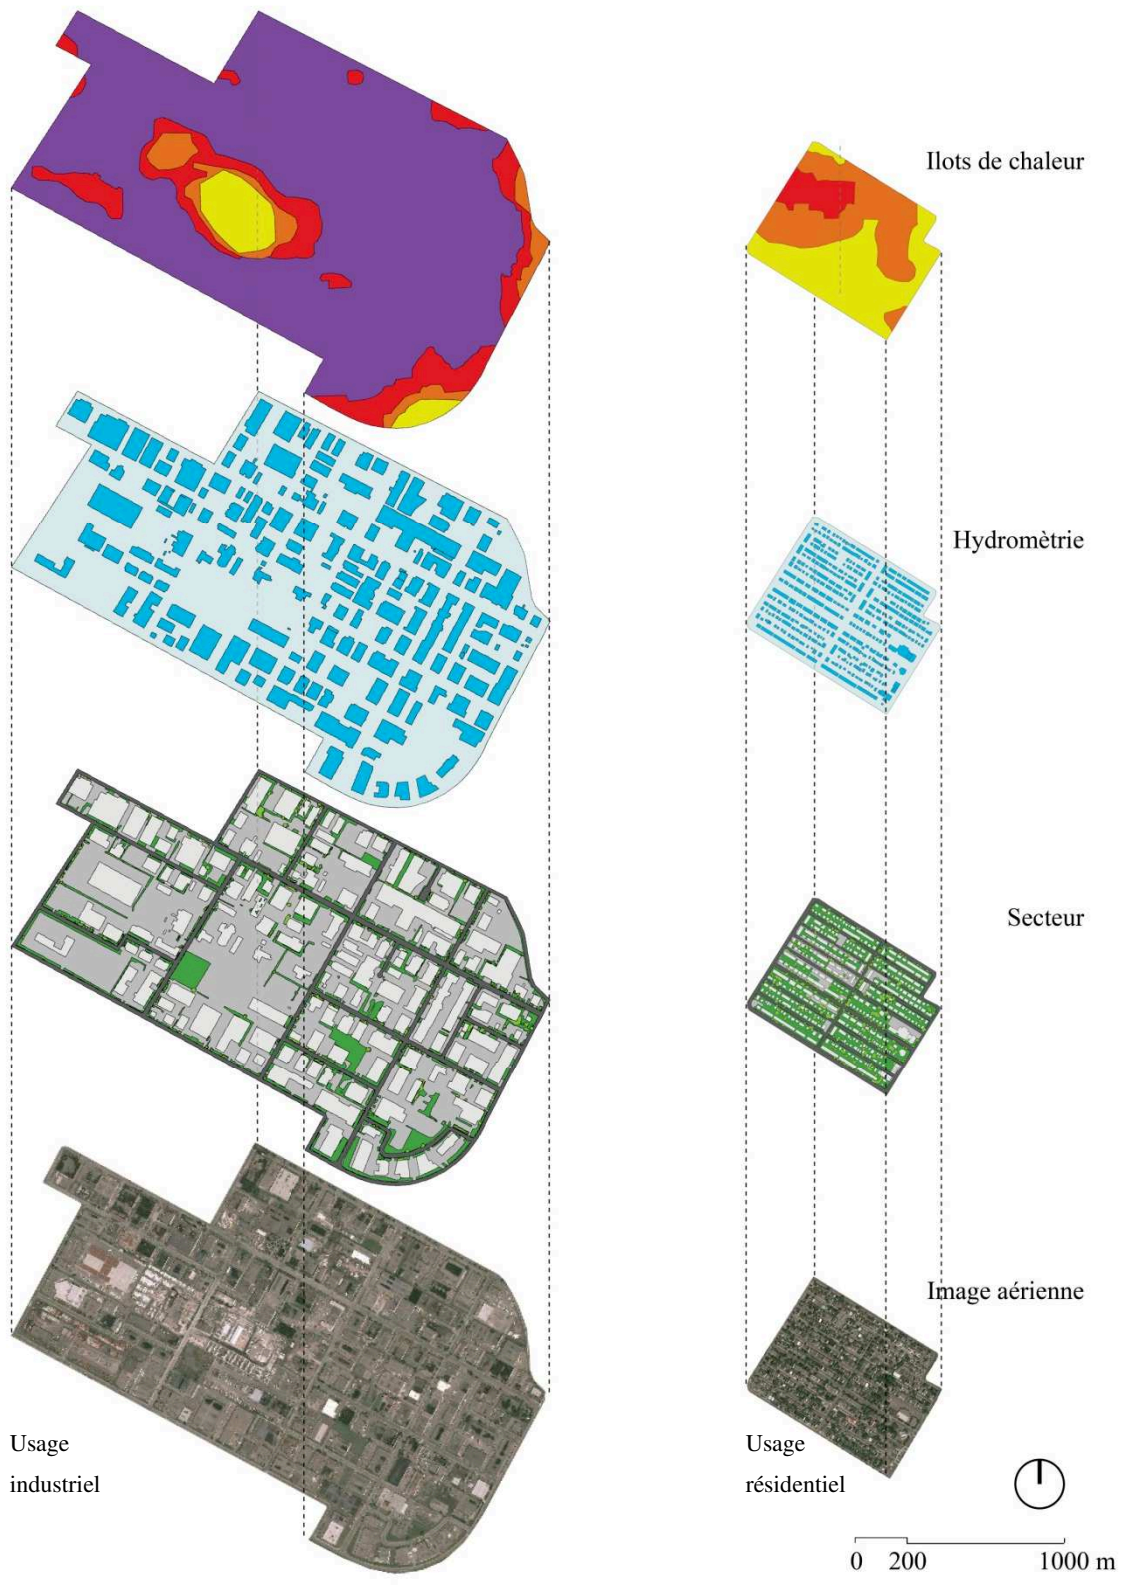 Ilots de chaleur
Hydromètrie
Secteur
Image aérienne
Usage
industriel
Usage
résidentiel
0 200 1000 m